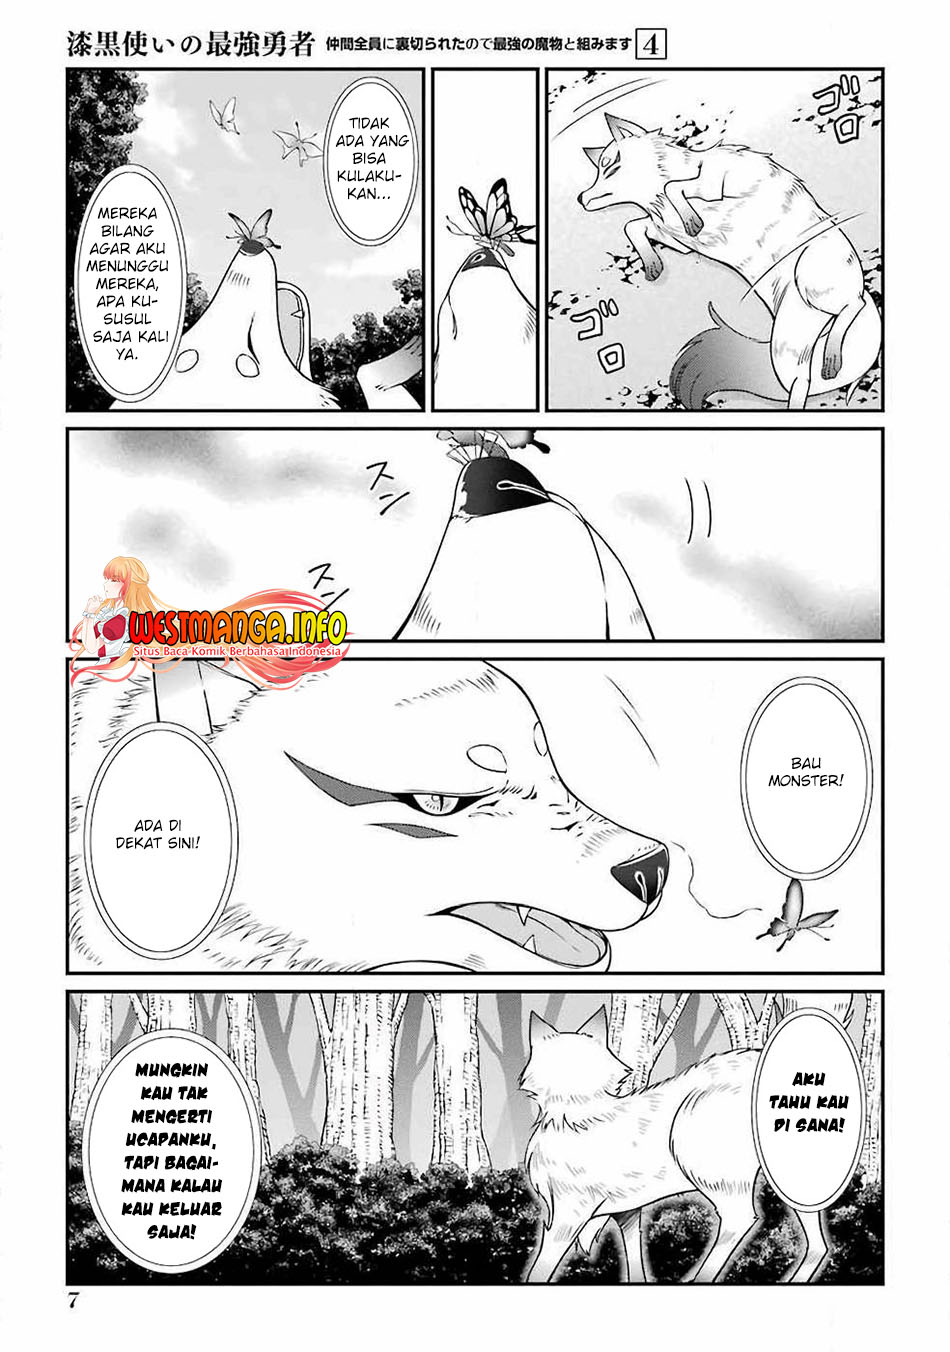 漆黒使いの最強勇者 仲間全員に裏切られたので最強の魔物と組みます 4
ゴロ
ゴロ
TIDAK
ADA YANG
BISA
KULAKU-
KAN...
MEREKA
BILANG
AGAR AKU
MENUNGGU
MEREKA,
APA KU-
SUSUL
SAJA KALI
YA.
スン
スン
WESTMANGA.INFO
Situs Baca Komik Berbahasa Indonesia
BAU
MONSTER!
ADA DI
DEKAT SINI!
AKU
TAHU KAU
DI SANA!
MUNGKIN
KAU TAK
MENGERTI
UCAPANKU,
TAPI BAGAI-
MANA KALAU
KAU KELUAR
SAJA!
7